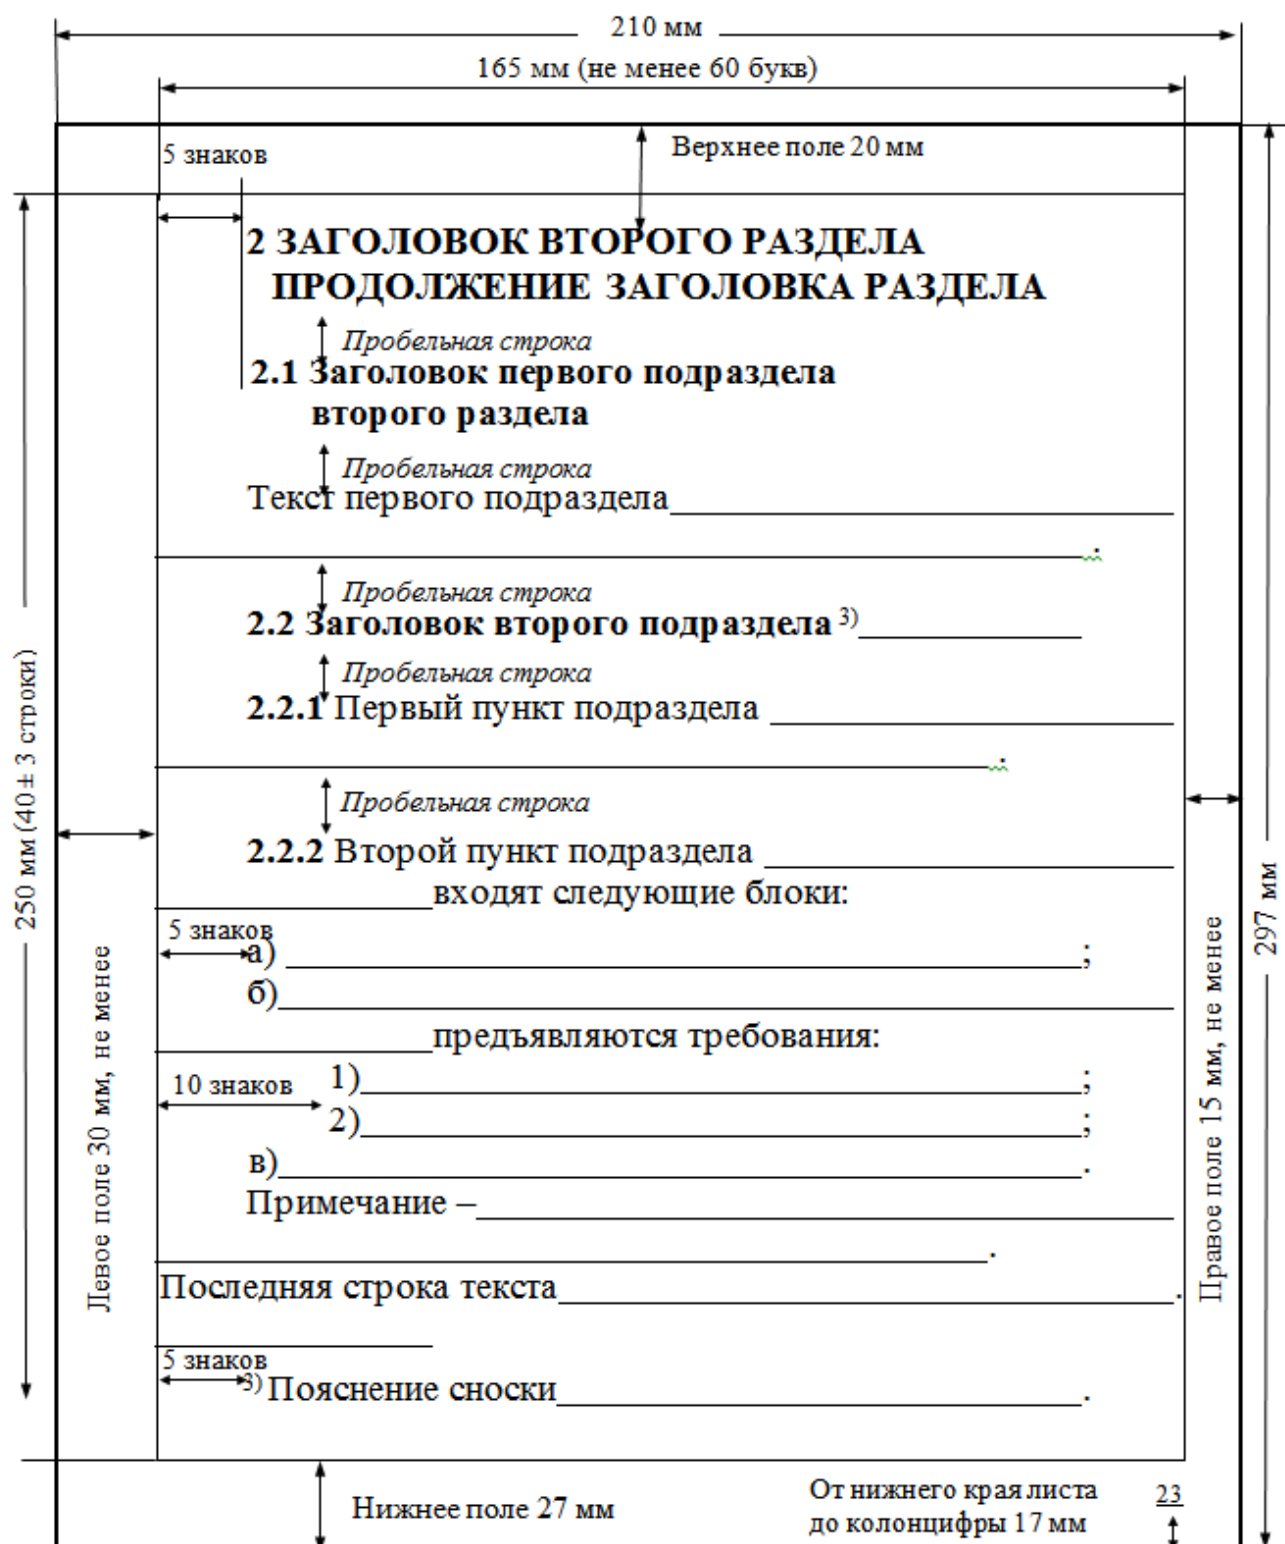 210 мм
165 мм (не менее 60 букв)
Верхнее поле 20 мм
5 знаков
2 ЗАГОЛОВОК ВТОРОГО РАЗДЕЛА
ПРОДОЛЖЕНИЕ ЗАГОЛОВКА РАЗДЕЛА
Пробельная строка
2.1 Заголовок первого подраздела
второго раздела
Пробельная строка
Текст первого подраздела
.
Пробельная строка
2.2 Заголовок второго подраздела 3)
Пробельная строка
2.2.1 Первый пункт подраздела
.
Пробельная строка
2.2.2 Второй пункт подраздела
входят следующие блоки:
5 знаков
а) ;
б)
предъявляются требования:
10 знаков
1) ;
2) ;
в) .
Примечание –
.
Последняя строка текста .
5 знаков
3) Пояснение сноски .
250 мм (40 ± 3 строки)
Левое поле 30 мм, не менее
Правое поле 15 мм, не менее
297 мм
Нижнее поле 27 мм
От нижнего края листа
до колонцифры 17 мм
23